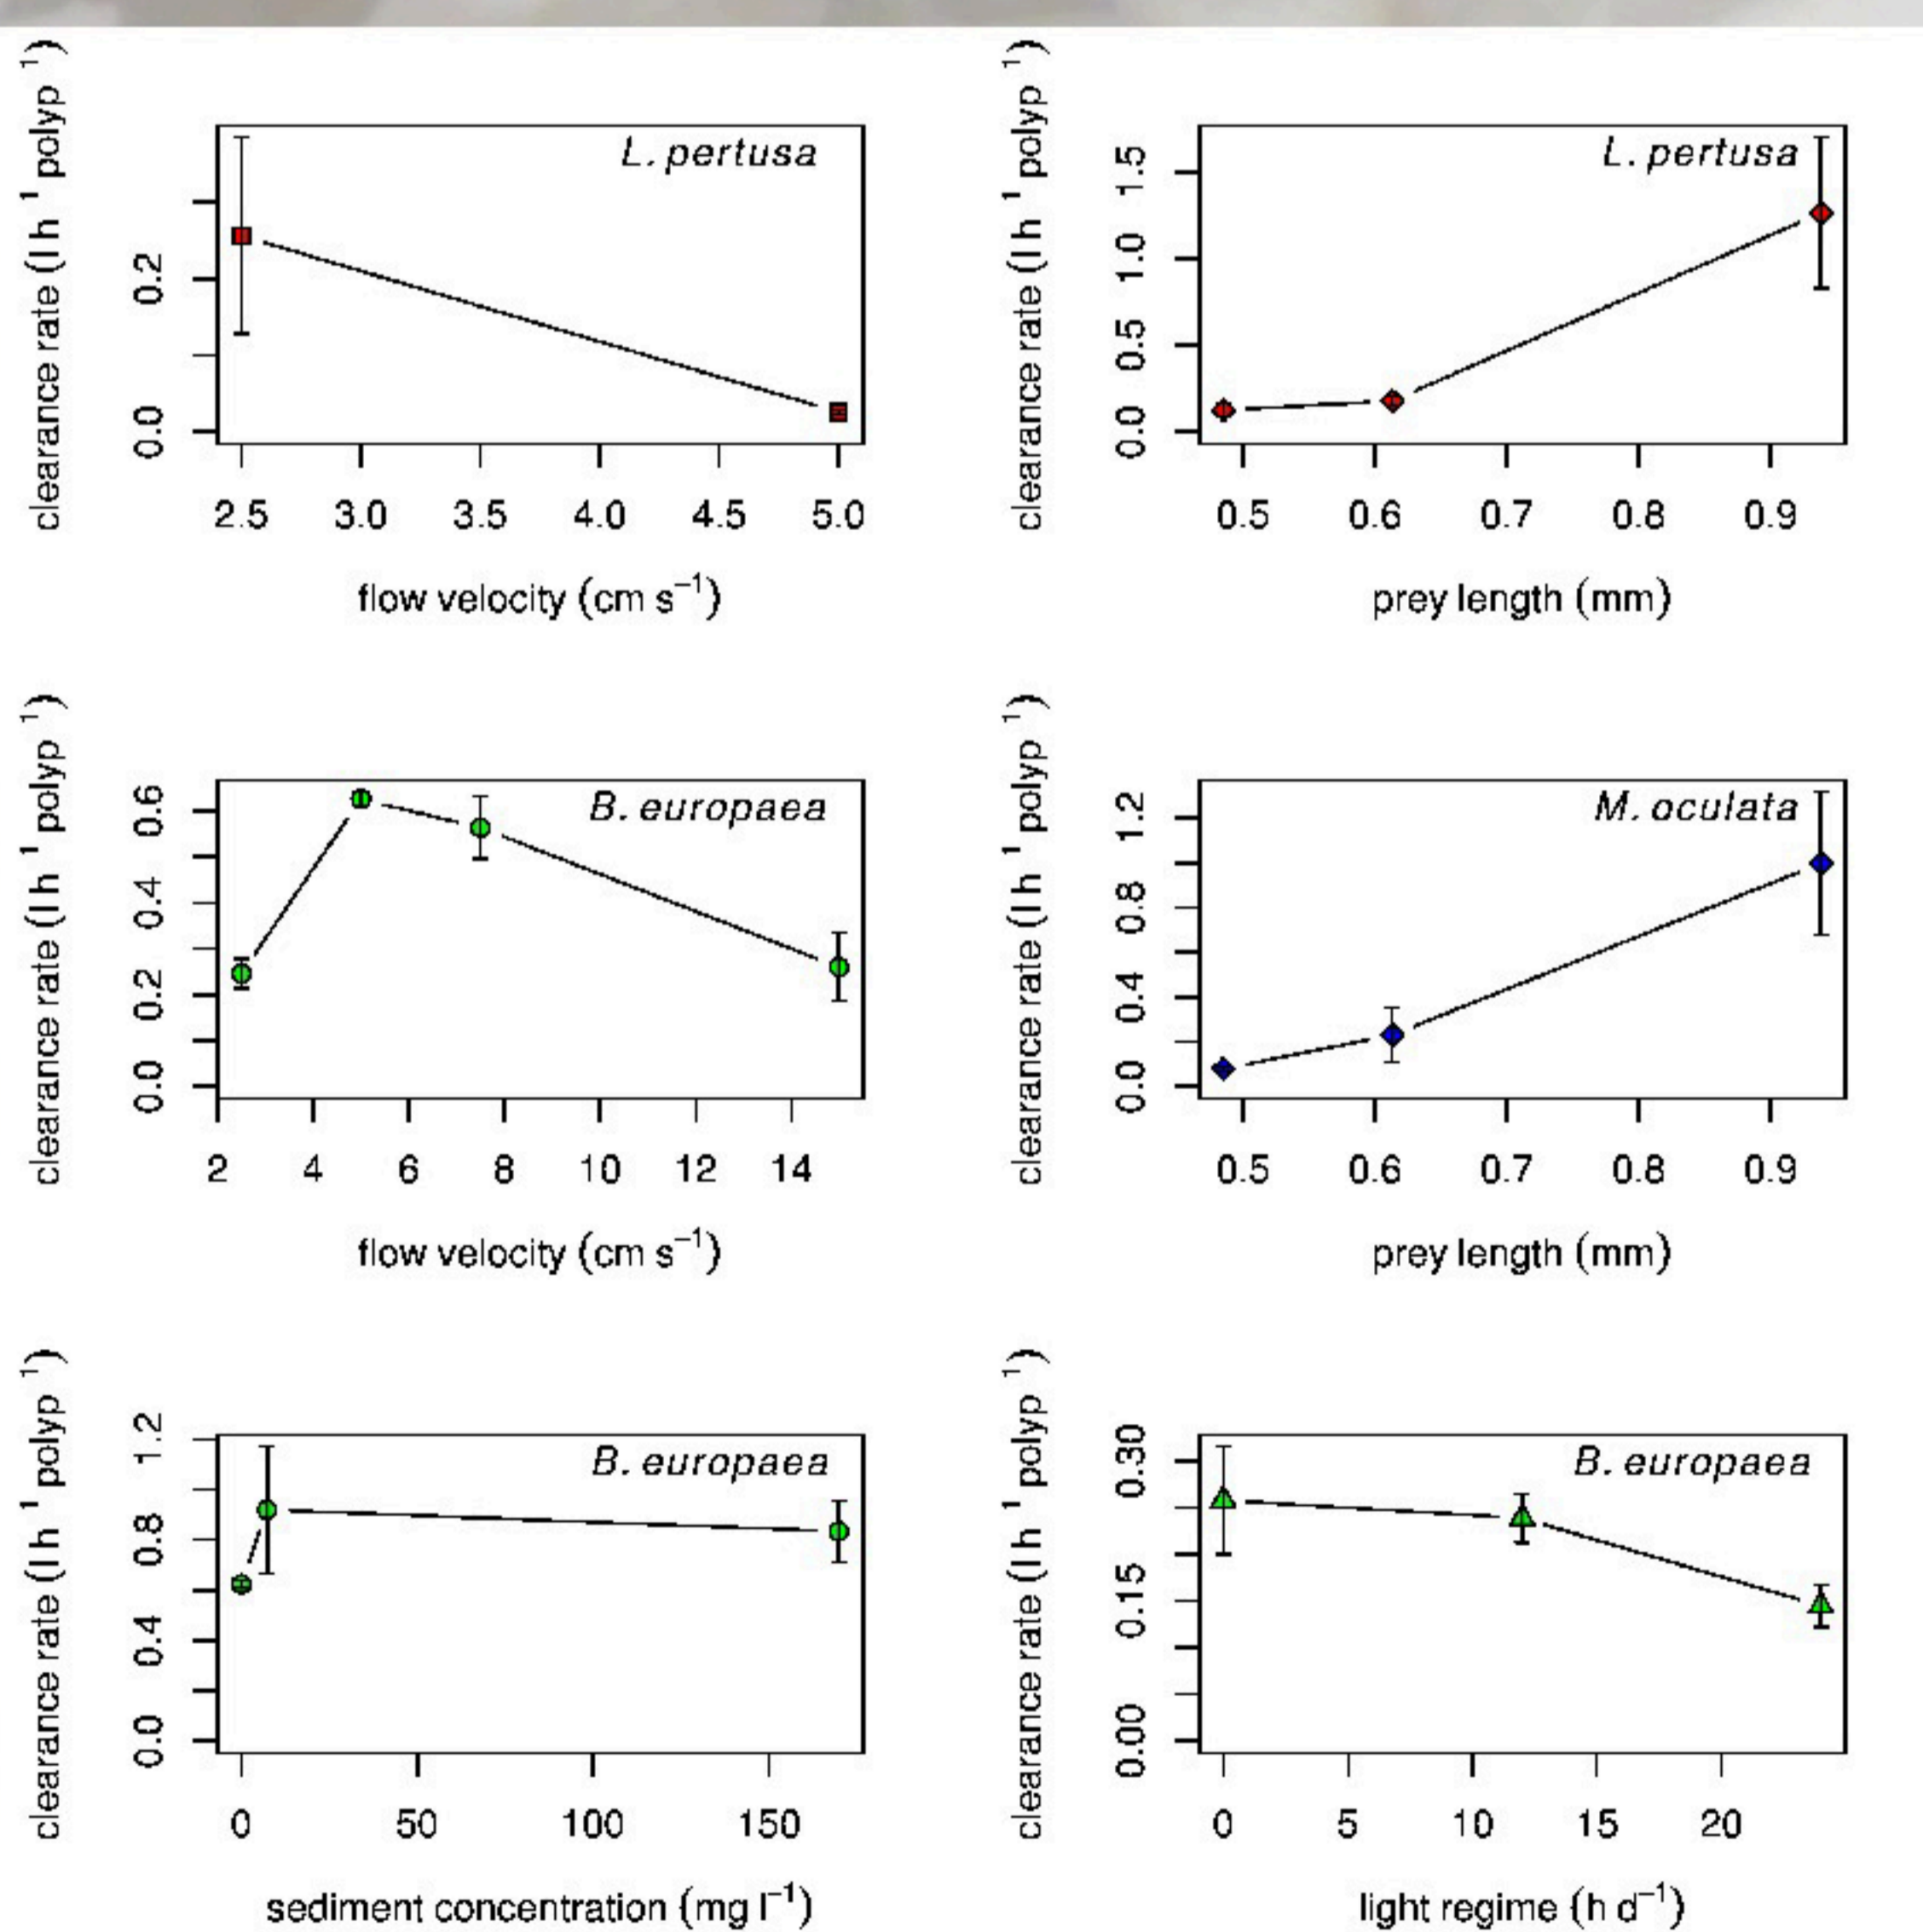 clearance rate (l h 1 polyp 1)
L. pertusa
0.2
0.0
2.5 3.0 3.5 4.0 4.5 5.0
flow velocity (cm s−1)
clearance rate (l h 1 polyp 1)
L. pertusa
1.5
1.0
0.5
0.0
0.5 0.6 0.7 0.8 0.9
prey length (mm)
clearance rate (l h 1 polyp 1)
B. europaea
0.6
0.4
0.2
0.0
2 4 6 8 10 12 14
flow velocity (cm s−1)
clearance rate (l h 1 polyp 1)
M. oculata
1.2
0.8
0.4
0.0
0.5 0.6 0.7 0.8 0.9
prey length (mm)
clearance rate (l h 1 polyp 1)
B. europaea
1.2
0.8
0.4
0.0
0 50 100 150
sediment concentration (mg l−1)
clearance rate (l h 1 polyp 1)
B. europaea
0.30
0.15
0.00
0 5 10 15 20
light regime (h d−1)